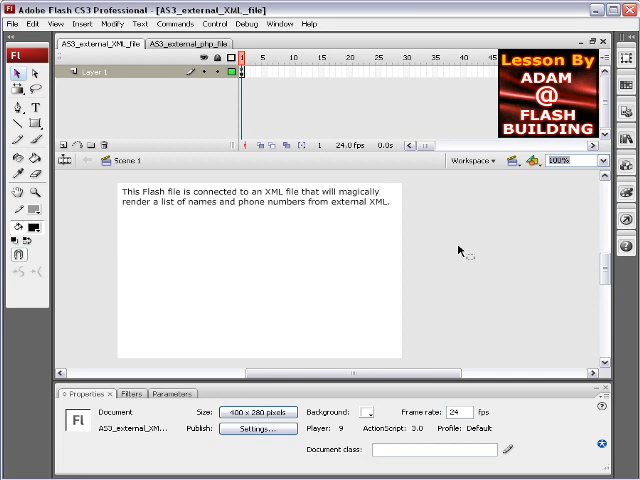 Adobe Flash CS3 Professional - [AS3_external_XML_file]
File Edit View Insert Modify Text Commands Control Debug Window Help
Fl
AS3_external_XML_file × AS3_external_php_file
1 5 10 15 20 25 30 35 40 45
Layer 1
Lesson By
ADAM
@
FLASH
BUILDING
1 24.0 fps 0.0s
Scene 1
Workspace
100%
This Flash file is connected to an XML file that will magically
render a list of names and phone numbers from external XML.
Properties × Filters Parameters
Fl
Document
AS3_external_XM...
Size: 400 x 280 pixels Background: Frame rate: 24 fps
Publish: Settings... Player: 9 ActionScript: 3.0 Profile: Default
Document class: